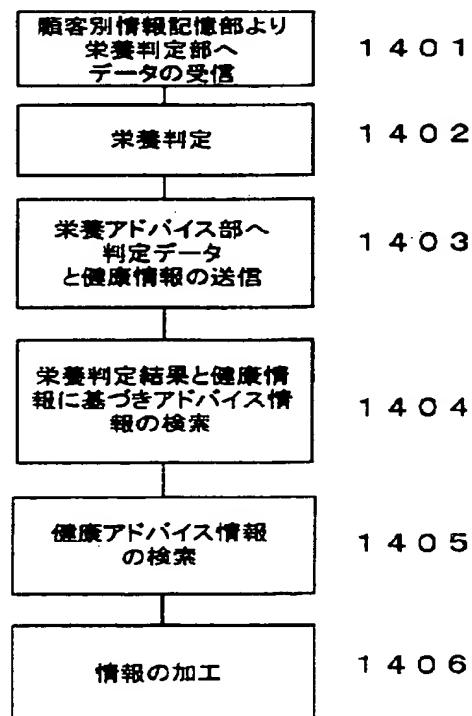 顧客別情報記憶部より
栄養判定部へ
データの受信
1401
栄養判定
1402
栄養アドバイス部へ
判定データ
と健康情報の送信
1403
栄養判定結果と健康情
報に基づきアドバイス情
報の検索
1404
健康アドバイス情報
の検索
1405
情報の加工
1406